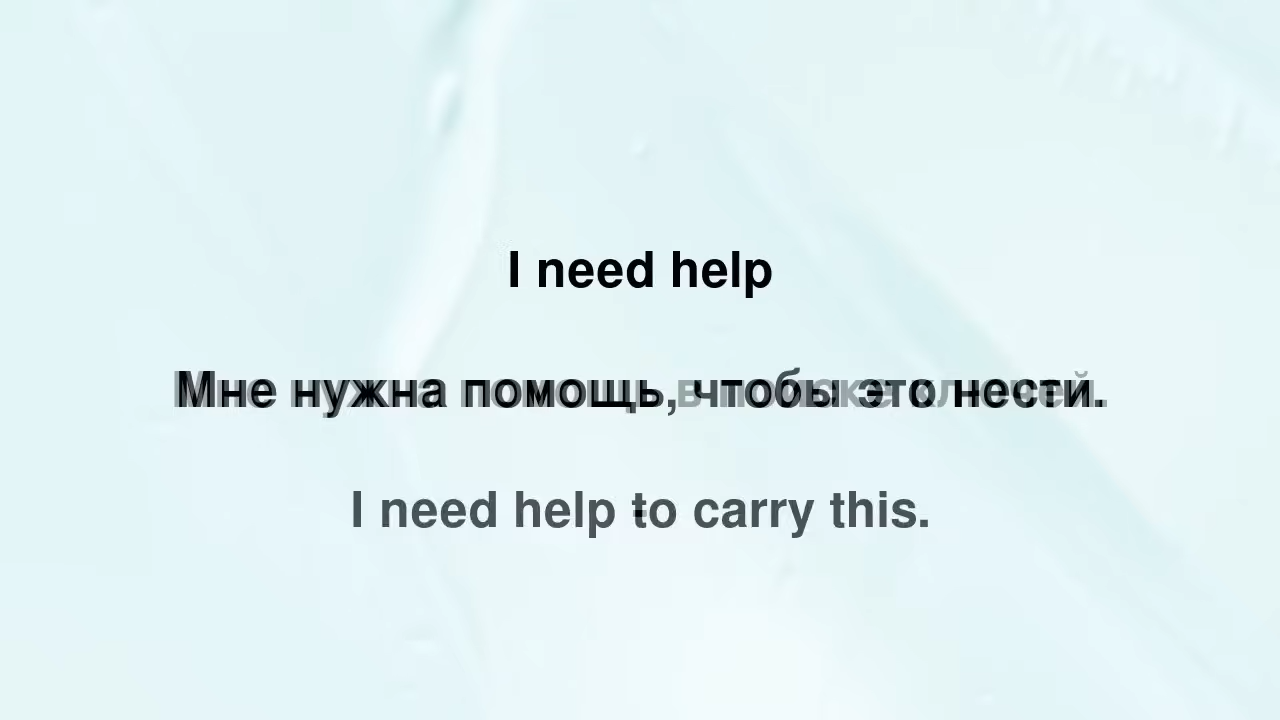 I need help
Мне нужна помощь, чтобы это нести.
I need help to carry this.